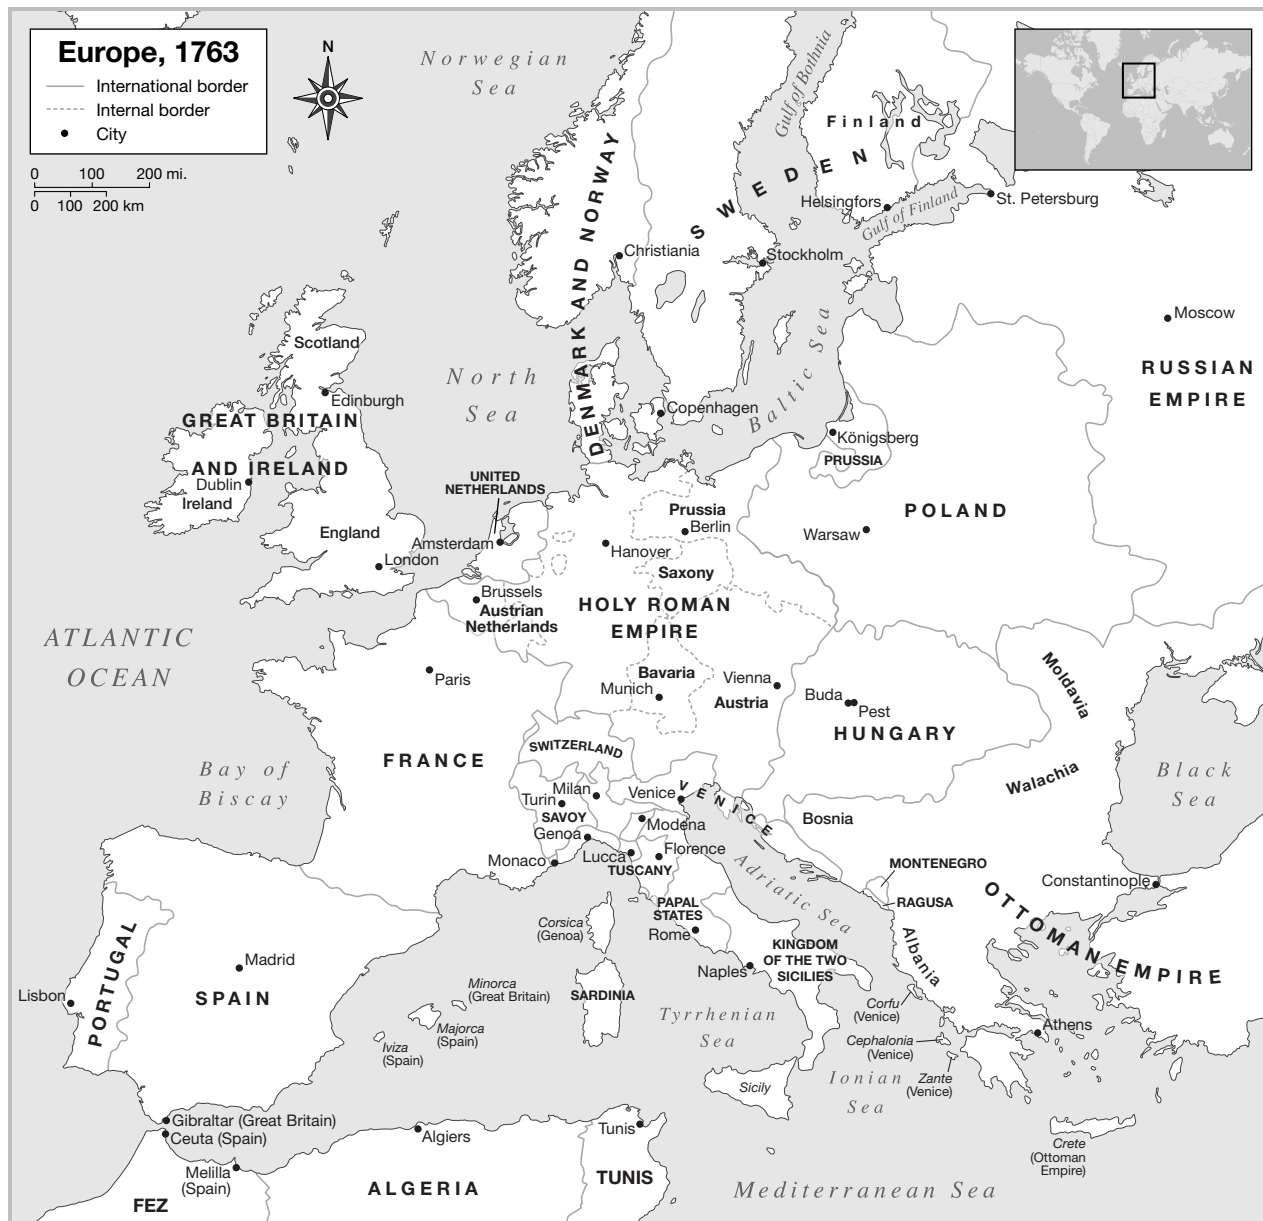 Europe, 1763
International border
Internal border
City
0 100 200 mi.
0 100 200 km
N
Norwegian
Sea
Gulf of Bothnia
Finland
SWEDEN
Helsingfors
Gulf of Finland
St. Petersburg
DENMARK AND NORWAY
Christiania
Stockholm
Moscow
RUSSIAN
EMPIRE
Scotland
Edinburgh
GREAT BRITAIN
AND IRELAND
Dublin
Ireland
England
London
North
Sea
Baltic Sea
Copenhagen
Königsberg
PRUSSIA
UNITED
NETHERLANDS
Amsterdam
Prussia
Berlin
Hanover
Saxony
POLAND
Warsaw
Brussels
Austrian
Netherlands
HOLY ROMAN
EMPIRE
ATLANTIC
OCEAN
Paris
Bavaria
Munich
Vienna
Austria
Buda
Pest
HUNGARY
Moldavia
Walachia
Black
Sea
FRANCE
Bay of
Biscay
SWITZERLAND
Milan
Turin
SAVOY
Genoa
Venice
VENICE
Modena
Bosnia
Monaco
Lucca
Florence
TUSCANY
Adriatic Sea
MONTENEGRO
RAGUSA
Constantinople
OTTOMAN EMPIRE
Albania
PAPAL
STATES
Rome
Corsica
(Genoa)
KINGDOM
OF THE TWO
SICILIES
Naples
PORTUGAL
Lisbon
Madrid
SPAIN
Minorca
(Great Britain)
Majorca
(Spain)
Iviza
(Spain)
SARDINIA
Tyrrhenian
Sea
Corfu
(Venice)
Cephalonia
(Venice)
Zante
(Venice)
Athens
Sicily
Ionian
Sea
Gibraltar (Great Britain)
Ceuta (Spain)
Melilla
(Spain)
FEZ
Algiers
ALGERIA
Tunis
TUNIS
Crete
(Ottoman
Empire)
Mediterranean Sea